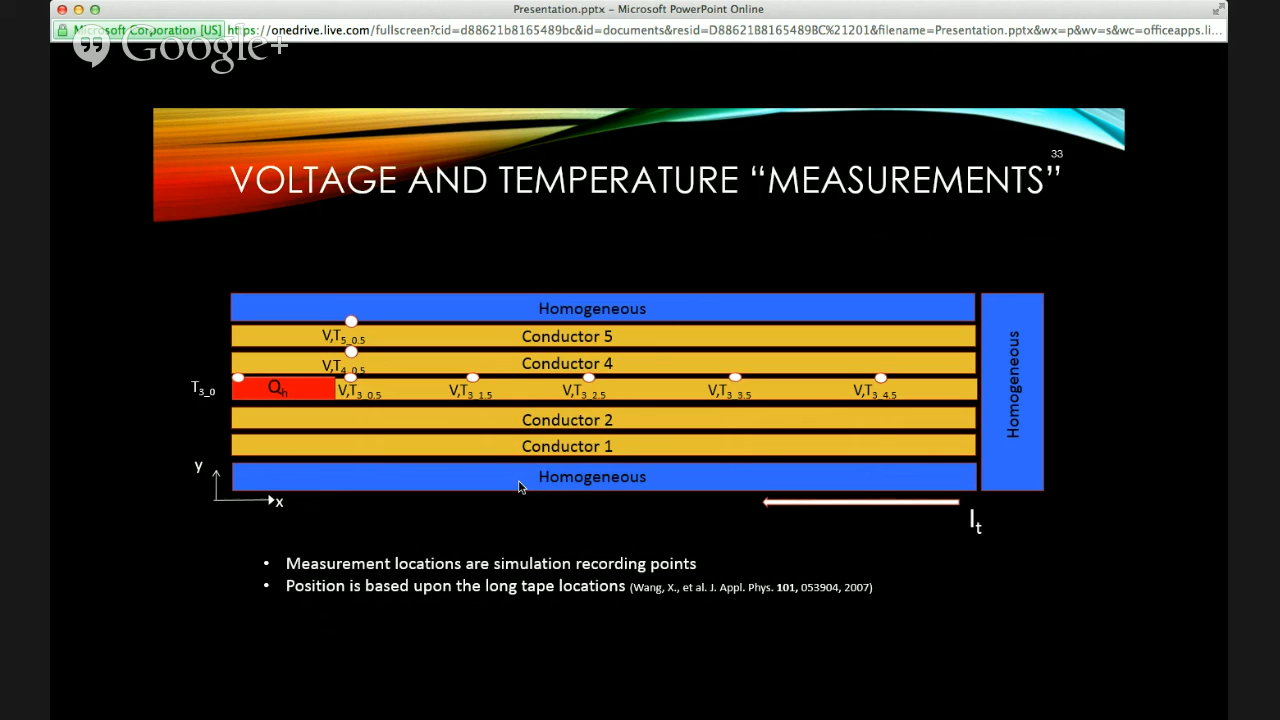 Presentation.pptx - Microsoft PowerPoint Online
Microsoft Corporation [US] https://onedrive.live.com/fullscreen?cid=d88621b8165489bc&id=documents&resid=D88621B8165489BC%21201&filename=Presentation.pptx&wx=p&wv=s&wc=officeapps.li...
Google+
33
VOLTAGE AND TEMPERATURE “MEASUREMENTS”
Homogeneous
Conductor 5
V,T5_0.5
Conductor 4
V,T4_0.5
T3_0
Qh
V,T3_0.5
V,T3_1.5
V,T3_2.5
V,T3_3.5
V,T3_4.5
Conductor 2
Conductor 1
Homogeneous
Homogeneous
y
x
It
• Measurement locations are simulation recording points
• Position is based upon the long tape locations (Wang, X., et al. J. Appl. Phys. 101, 053904, 2007)